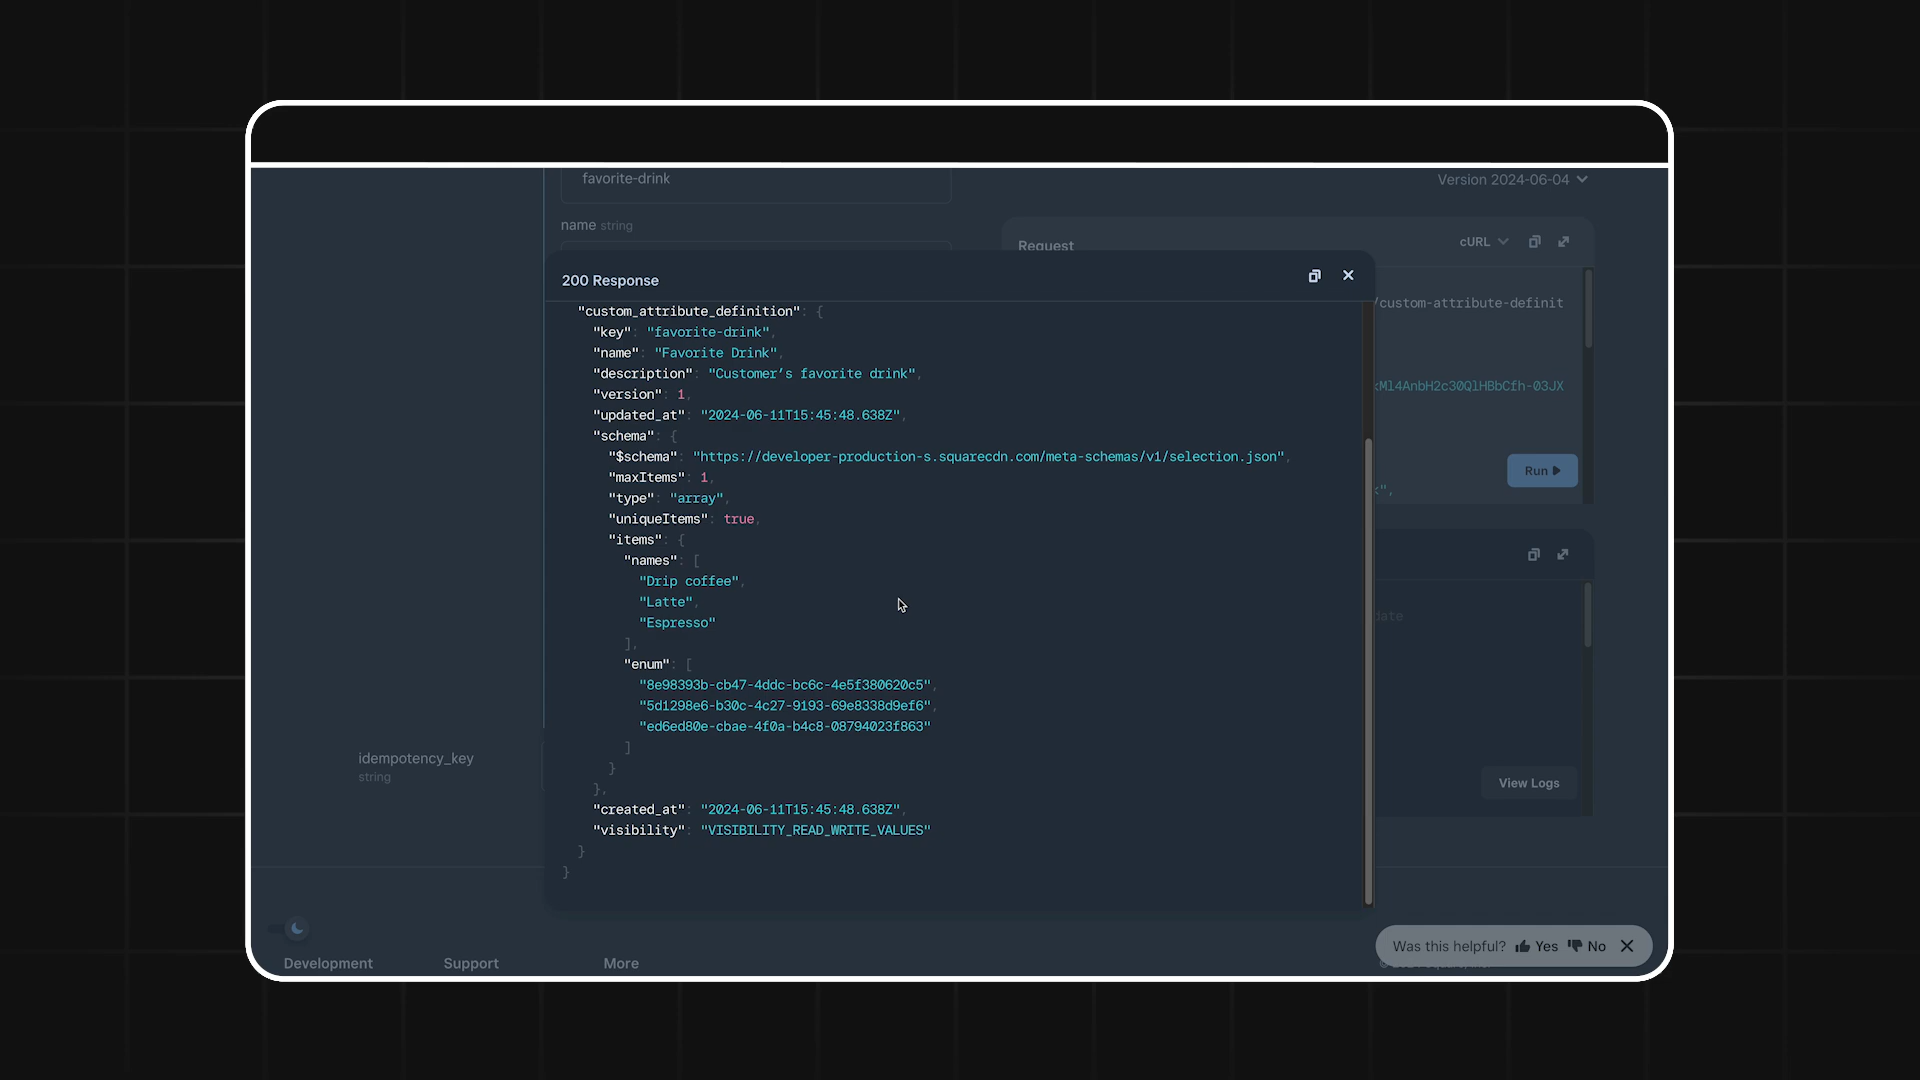 favorite-drink
Version 2024-06-04
name string
Request
cURL
200 Response
/custom-attribute-definit
"custom_attribute_definition": {
"key": "favorite-drink",
"name": "Favorite Drink",
"description": "Customer’s favorite drink",
"version": 1,
"updated_at": "2024-06-11T15:45:48.638Z",
"schema": {
"$schema": "https://developer-production-s.squarecdn.com/meta-schemas/v1/selection.json",
"maxItems": 1,
"type": "array",
"uniqueItems": true,
"items": {
"names": [
"Drip coffee",
"Latte",
"Espresso"
],
"enum": [
"8e98393b-cb47-4ddc-bc6c-4e5f380620c5",
"5d1298e6-b30c-4c27-9193-69e8338d9ef6",
"ed6ed80e-cbae-4f0a-b4c8-08794023f863"
]
}
},
"created_at": "2024-06-11T15:45:48.638Z",
"visibility": "VISIBILITY_READ_WRITE_VALUES"
}
}
Run
k",
date
View Logs
idempotency_key
string
Development
Support
More
Was this helpful? Yes No